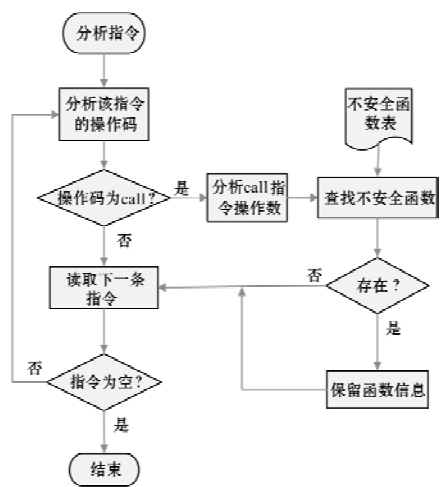 分析指令
分析该指令
的操作码
不安全函
数表
操作码为call?
是
分析call指
令操作数
查找不安全函数
否
读取下一条
指令
否
存在?
是
否
指令为空?
保留函数信息
是
结束